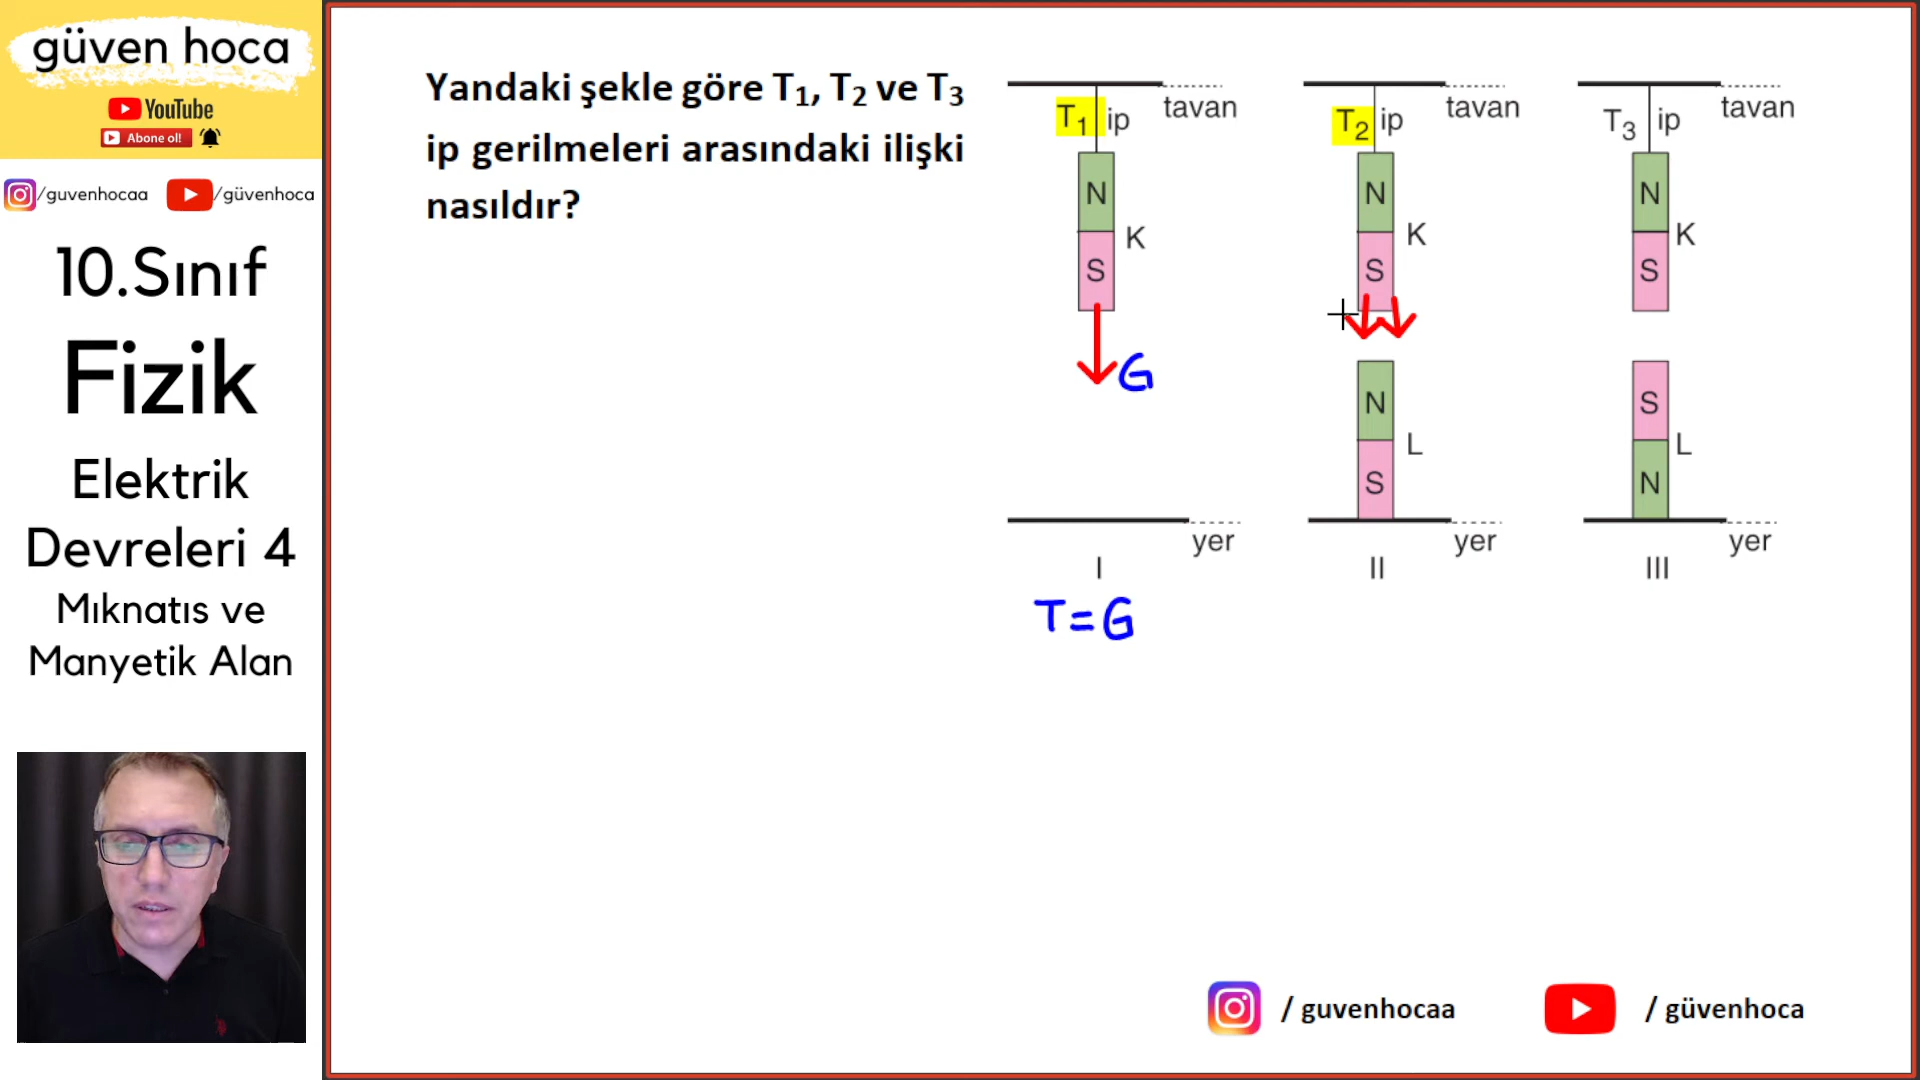 güven hoca
YouTube
Abone ol!
/guvenhocaa /güvenhoca
10.Sınıf
Fizik
Elektrik
Devreleri 4
Mıknatıs ve
Manyetik Alan
Yandaki şekle göre T₁, T₂ ve T₃
ip gerilmeleri arasındaki ilişki
nasıldır?
T₁ ip tavan
N
K
S
G
yer
I
T=G
T₂ ip tavan
N
K
S
N
L
S
yer
II
T₃ ip tavan
N
K
S
S
L
N
yer
III
/ guvenhocaa / güvenhoca